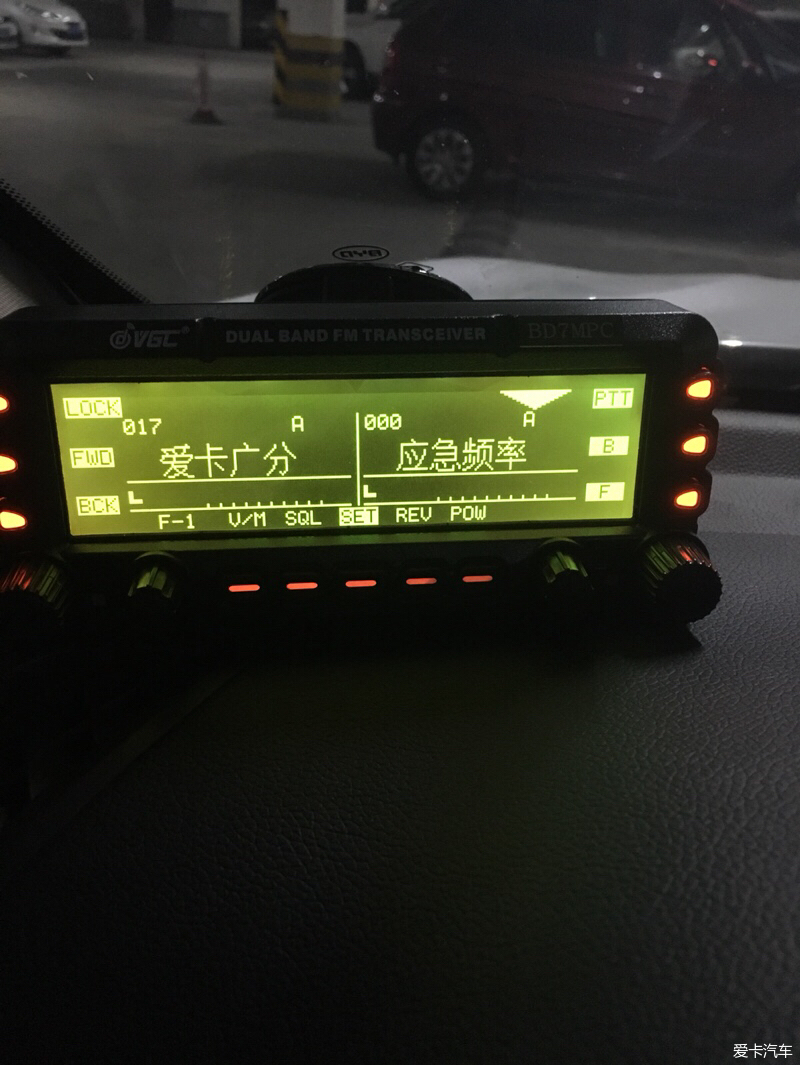 VGC DUAL BAND FM TRANSCEIVER BD7MPC
LOCK PTT
017 A 000 A
FWD 爱卡广分 应急频率 B
BCK L L F
F-1 V/M SQL SET REV POW
爱卡汽车